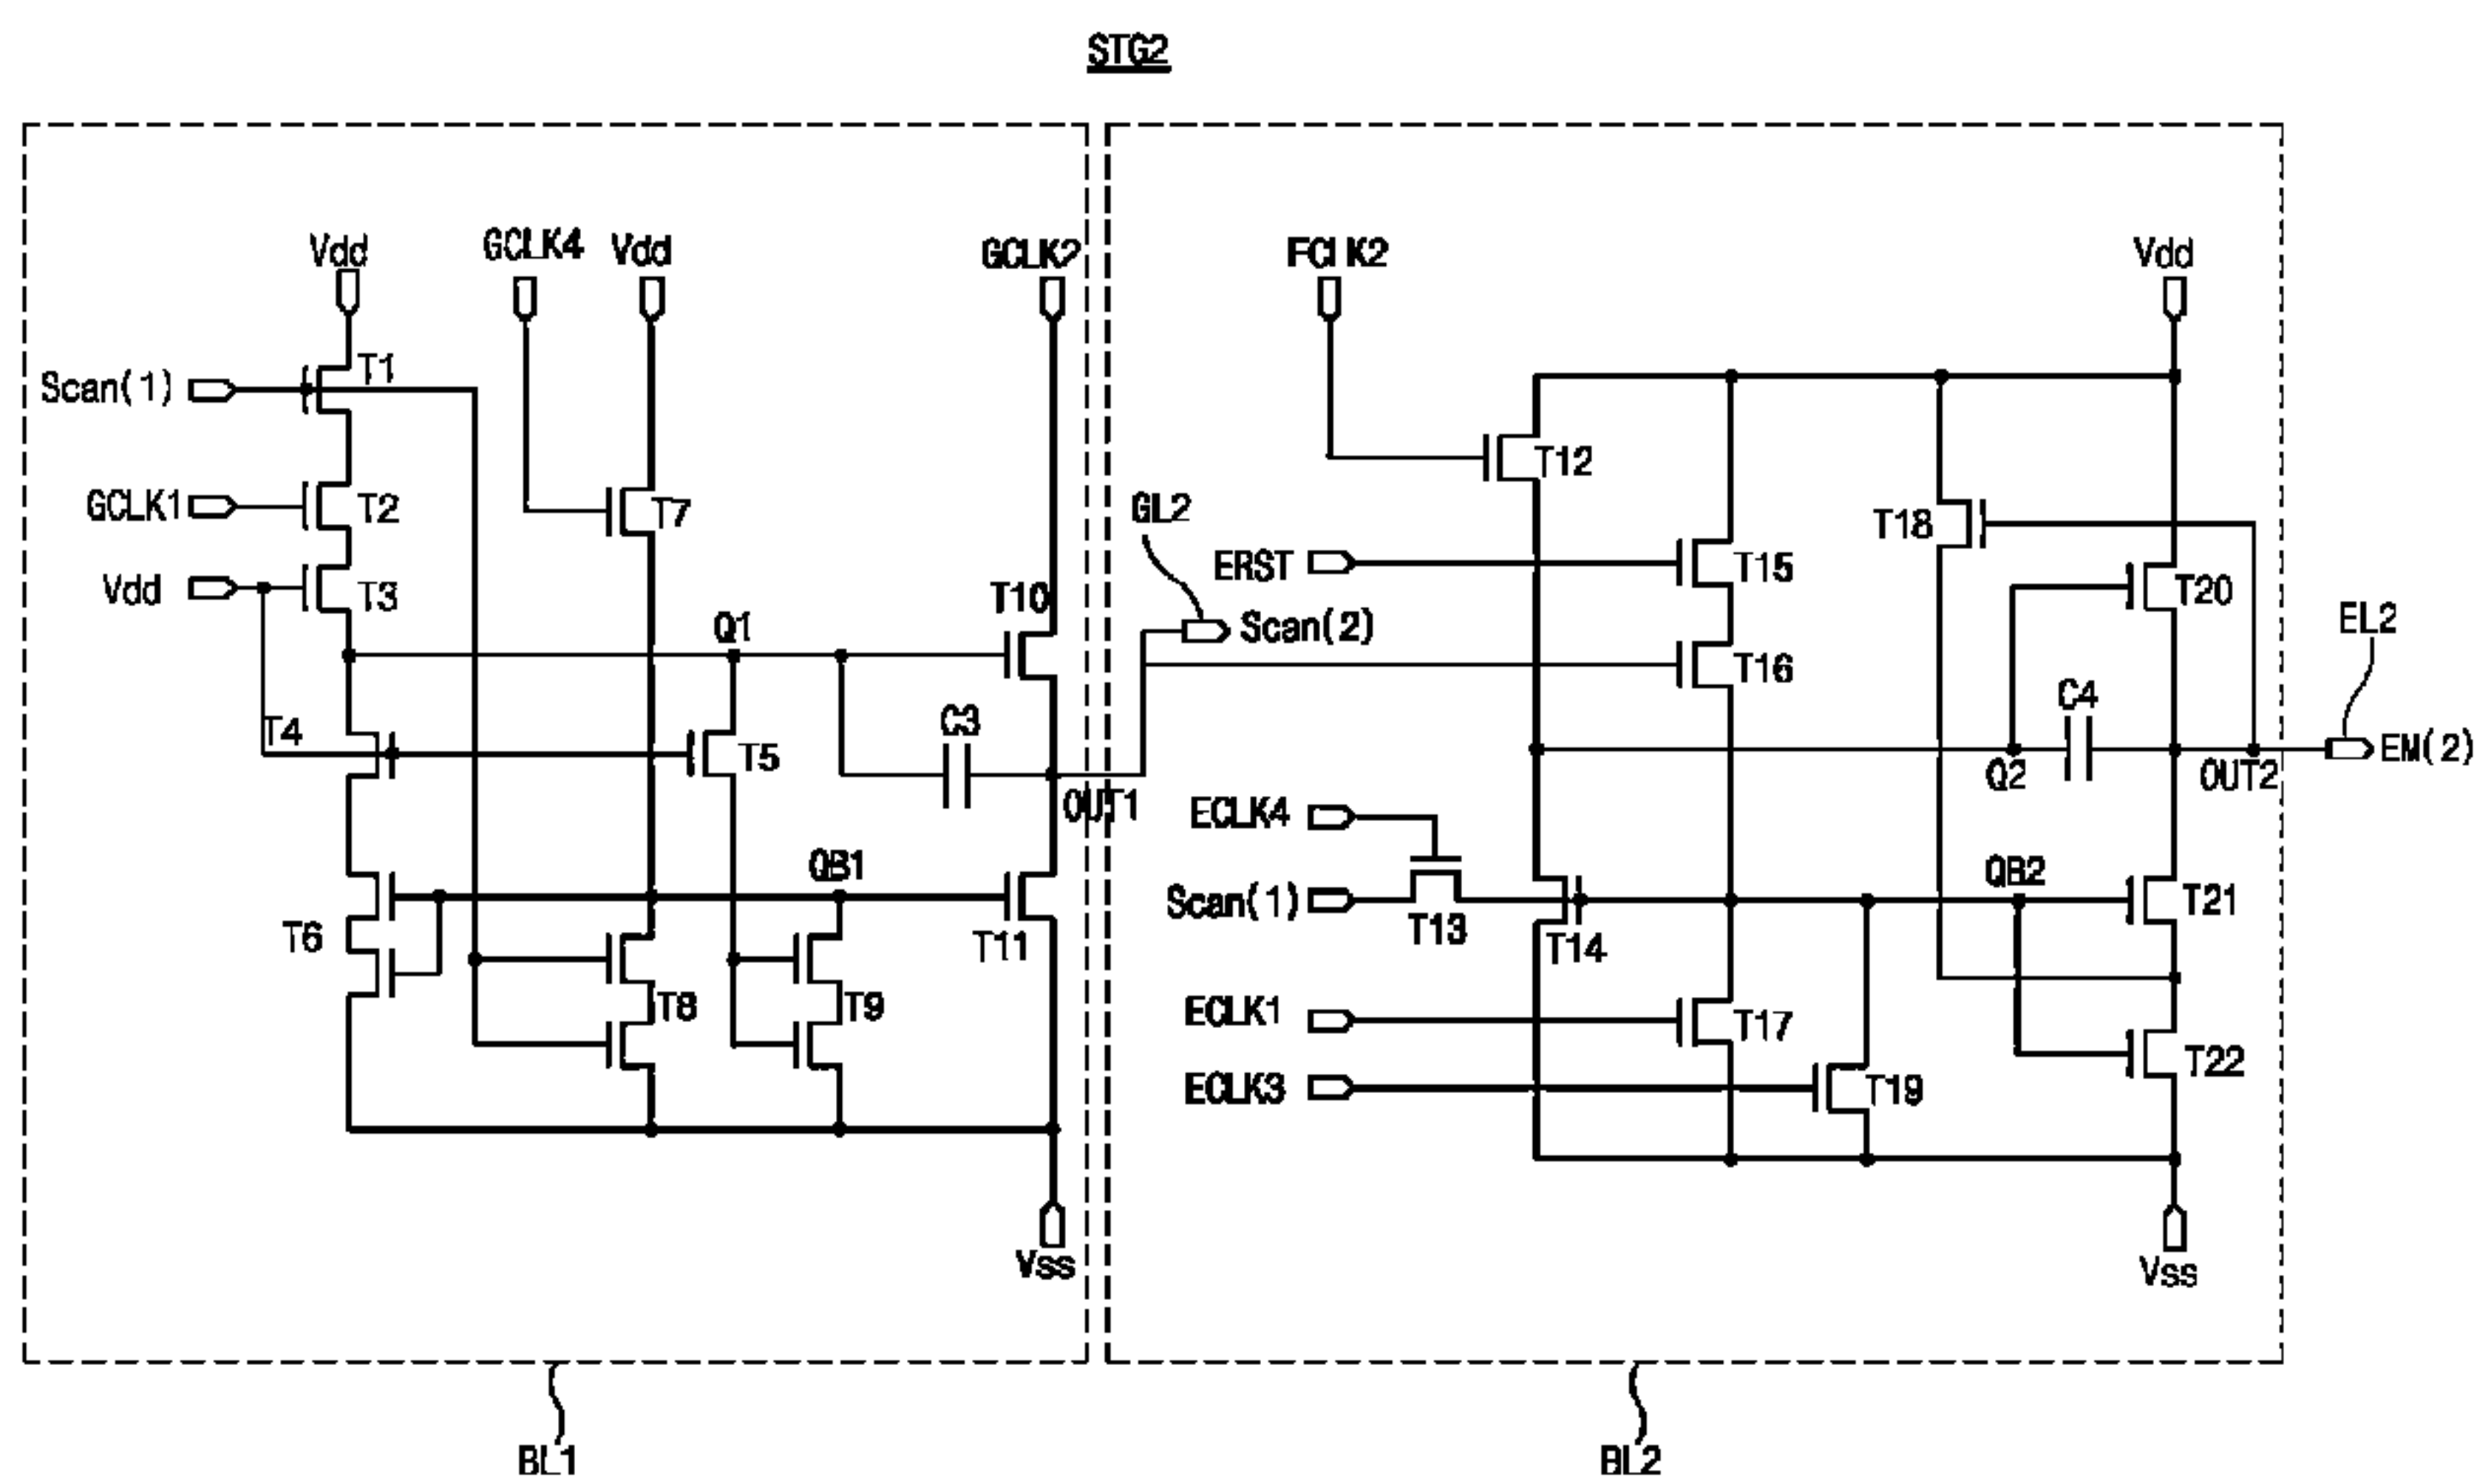 STG2
Vdd
GCLK4
Vdd
GCLK2
FCLK2
Vdd
Scan(1)
T1
T12
GCLK1
T2
T7
GL2
T18
ERST
T15
Vdd
T3
T10
T20
Q1
Scan(2)
EL2
T16
C4
T4
C3
T5
Q2
OUT2
EM(2)
OUT1
ECLK4
QB1
QB2
Scan(1)
T21
T6
T11
T13
T14
T8
T9
ECLK1
T17
T22
ECLK3
T19
Vss
Vss
BL1
BL2